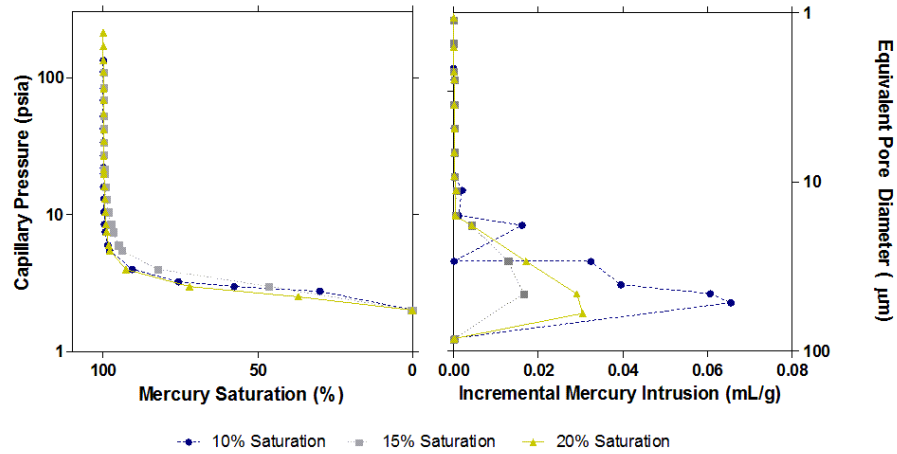 Capillary Pressure (psia)
100
10
1
100
50
0
Mercury Saturation (%)
1
10
100
Equivalent Pore Diameter ( μm)
0.00
0.02
0.04
0.06
0.08
Incremental Mercury Intrusion (mL/g)
10% Saturation
15% Saturation
20% Saturation